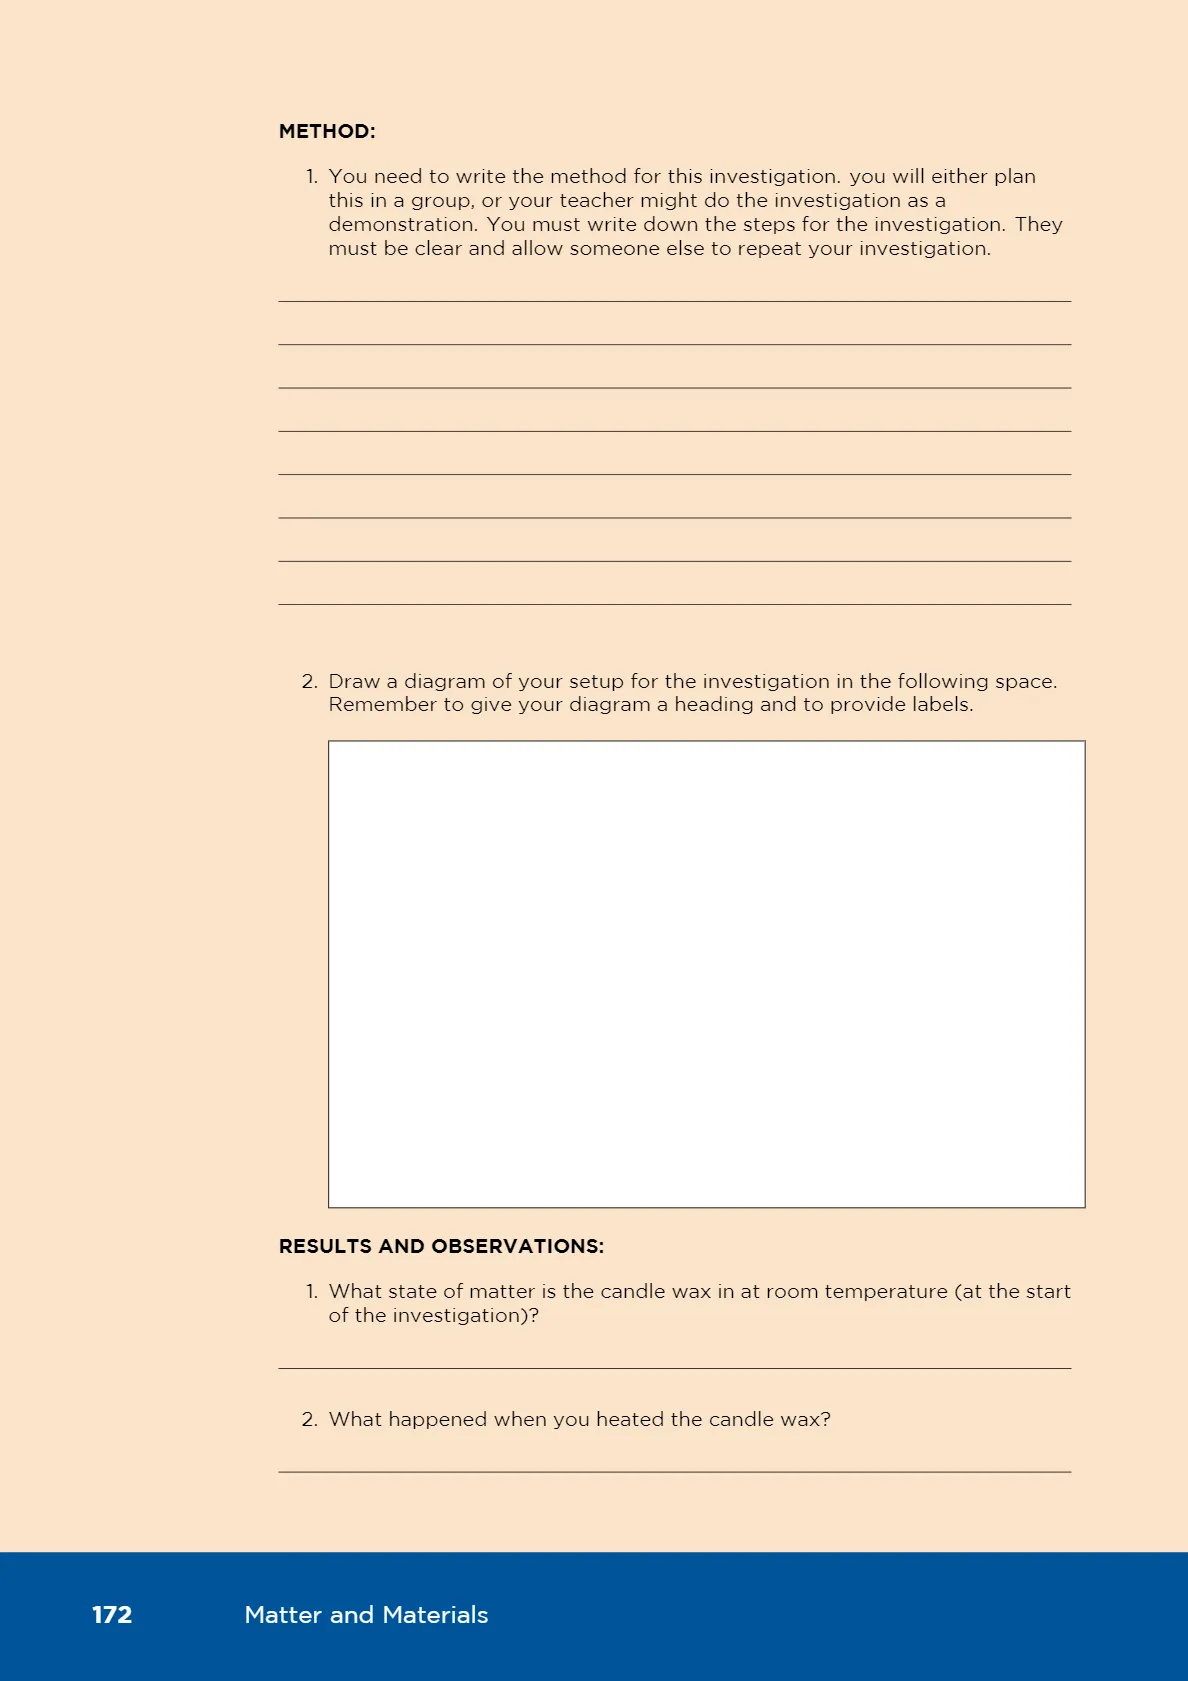 METHOD:
1. You need to write the method for this investigation. you will either plan
this in a group, or your teacher might do the investigation as a
demonstration. You must write down the steps for the investigation. They
must be clear and allow someone else to repeat your investigation.
2. Draw a diagram of your setup for the investigation in the following space.
Remember to give your diagram a heading and to provide labels.
RESULTS AND OBSERVATIONS:
1. What state of matter is the candle wax in at room temperature (at the start
of the investigation)?
2. What happened when you heated the candle wax?
172 Matter and Materials